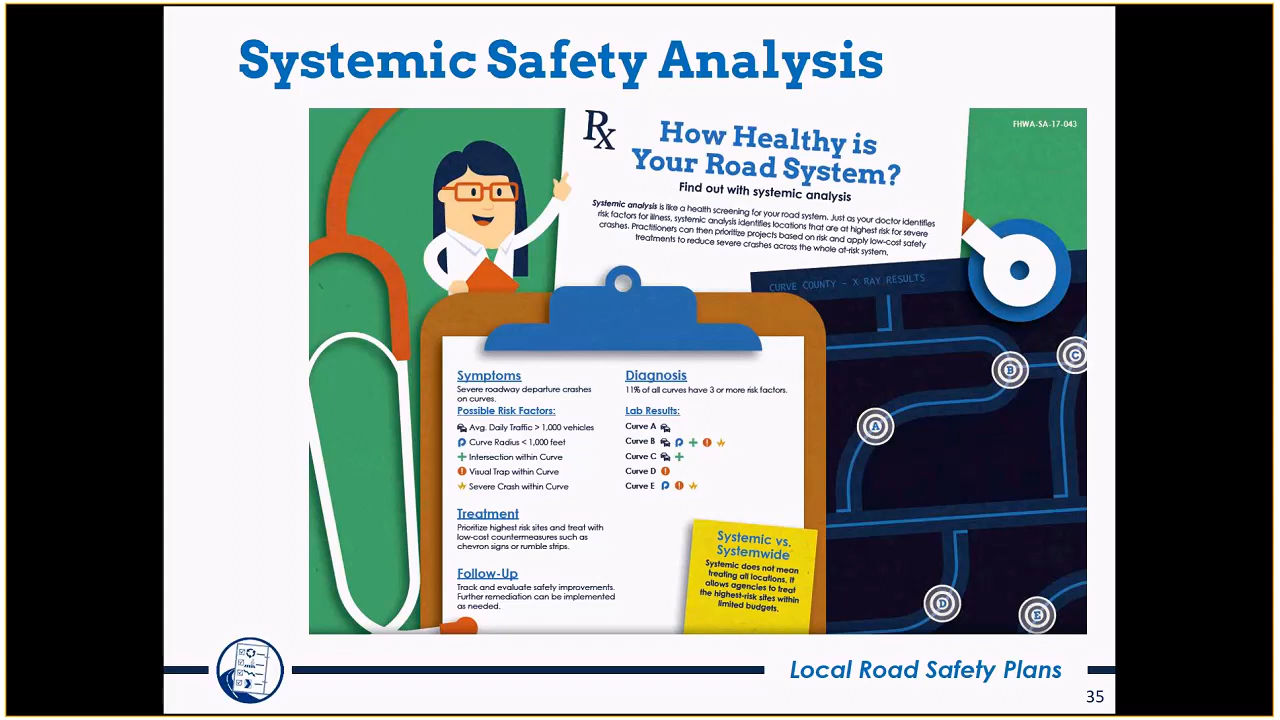 Systemic Safety Analysis
FHWA-SA-17-043
Rx
How Healthy is
Your Road System?
Find out with systemic analysis
Systemic analysis is like a health screening for your road system. Just as your doctor identifies
risk factors for illness, systemic analysis identifies locations that are at highest risk for severe
crashes. Practitioners can then prioritize projects based on risk and apply low-cost safety
treatments to reduce severe crashes across the whole at-risk system.
CURVE COUNTY – X RAY RESULTS
Symptoms
Severe roadway departure crashes
on curves.
Possible Risk Factors:
Avg. Daily Traffic > 1,000 vehicles
Curve Radius < 1,000 feet
Intersection within Curve
Visual Trap within Curve
Severe Crash within Curve
Treatment
Prioritize highest risk sites and treat with
low-cost countermeasures such as
chevron signs or rumble strips.
Follow-Up
Track and evaluate safety improvements.
Further remediation can be implemented
as needed.
Diagnosis
11% of all curves have 3 or more risk factors.
Lab Results:
Curve A
Curve B
Curve C
Curve D
Curve E
Systemic vs.
Systemwide
Systemic does not mean
treating all locations. It
allows agencies to treat
the highest-risk sites within
limited budgets.
A
B
C
D
E
Local Road Safety Plans
35